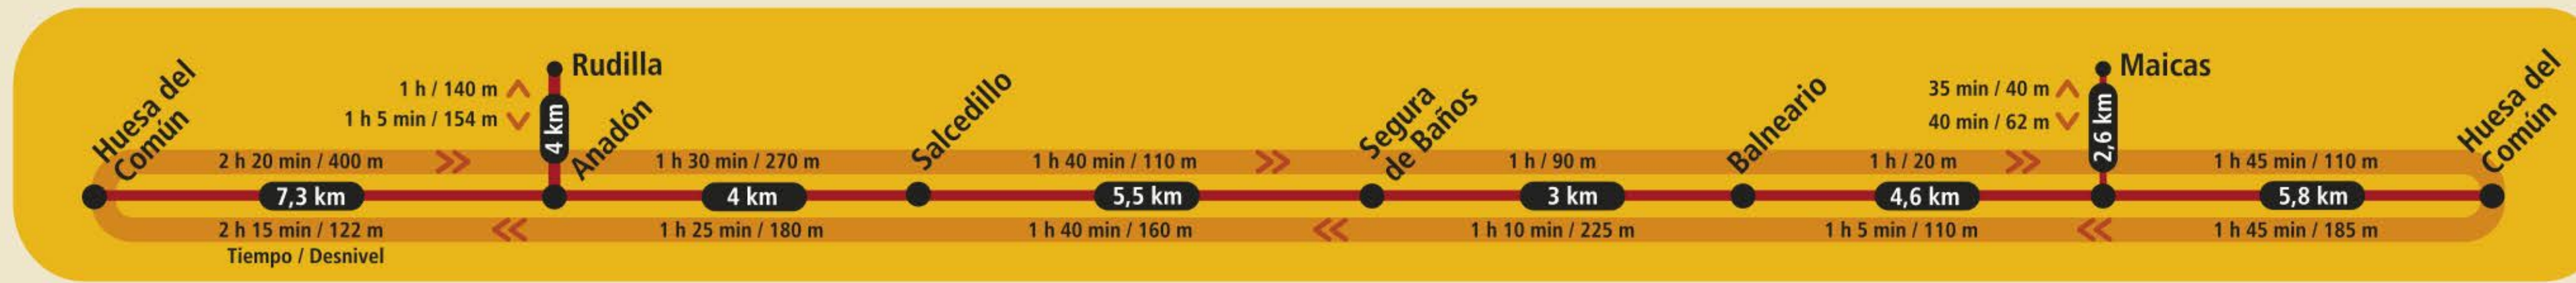 Huesa del
Común
1 h / 140 m
1 h 5 min / 154 m
Rudilla
4 km
Anadón
Salcedillo
Segura
de Baños
Balneario
35 min / 40 m
40 min / 62 m
Maicas
2,6 km
Huesa del
Común
2 h 20 min / 400 m
1 h 30 min / 270 m
1 h 40 min / 110 m
1 h / 90 m
1 h / 20 m
1 h 45 min / 110 m
7,3 km
4 km
5,5 km
3 km
4,6 km
5,8 km
2 h 15 min / 122 m
1 h 25 min / 180 m
1 h 40 min / 160 m
1 h 10 min / 225 m
1 h 5 min / 110 m
1 h 45 min / 185 m
Tiempo / Desnivel